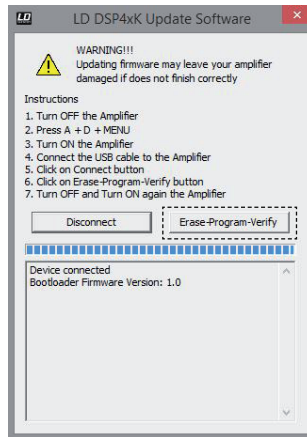 LD LD DSP4xK Update Software ×
WARNING!!!
Updating firmware may leave your amplifier
damaged if does not finish correctly
Instructions
1. Turn OFF the Amplifier
2. Press A + D + MENU
3. Turn ON the Amplifier
4. Connect the USB cable to the Amplifier
5. Click on Connect button
6. Click on Erase-Program-Verify button
7. Turn OFF and Turn ON again the Amplifier
Disconnect Erase-Program-Verify
Device connected
Bootloader Firmware Version: 1.0